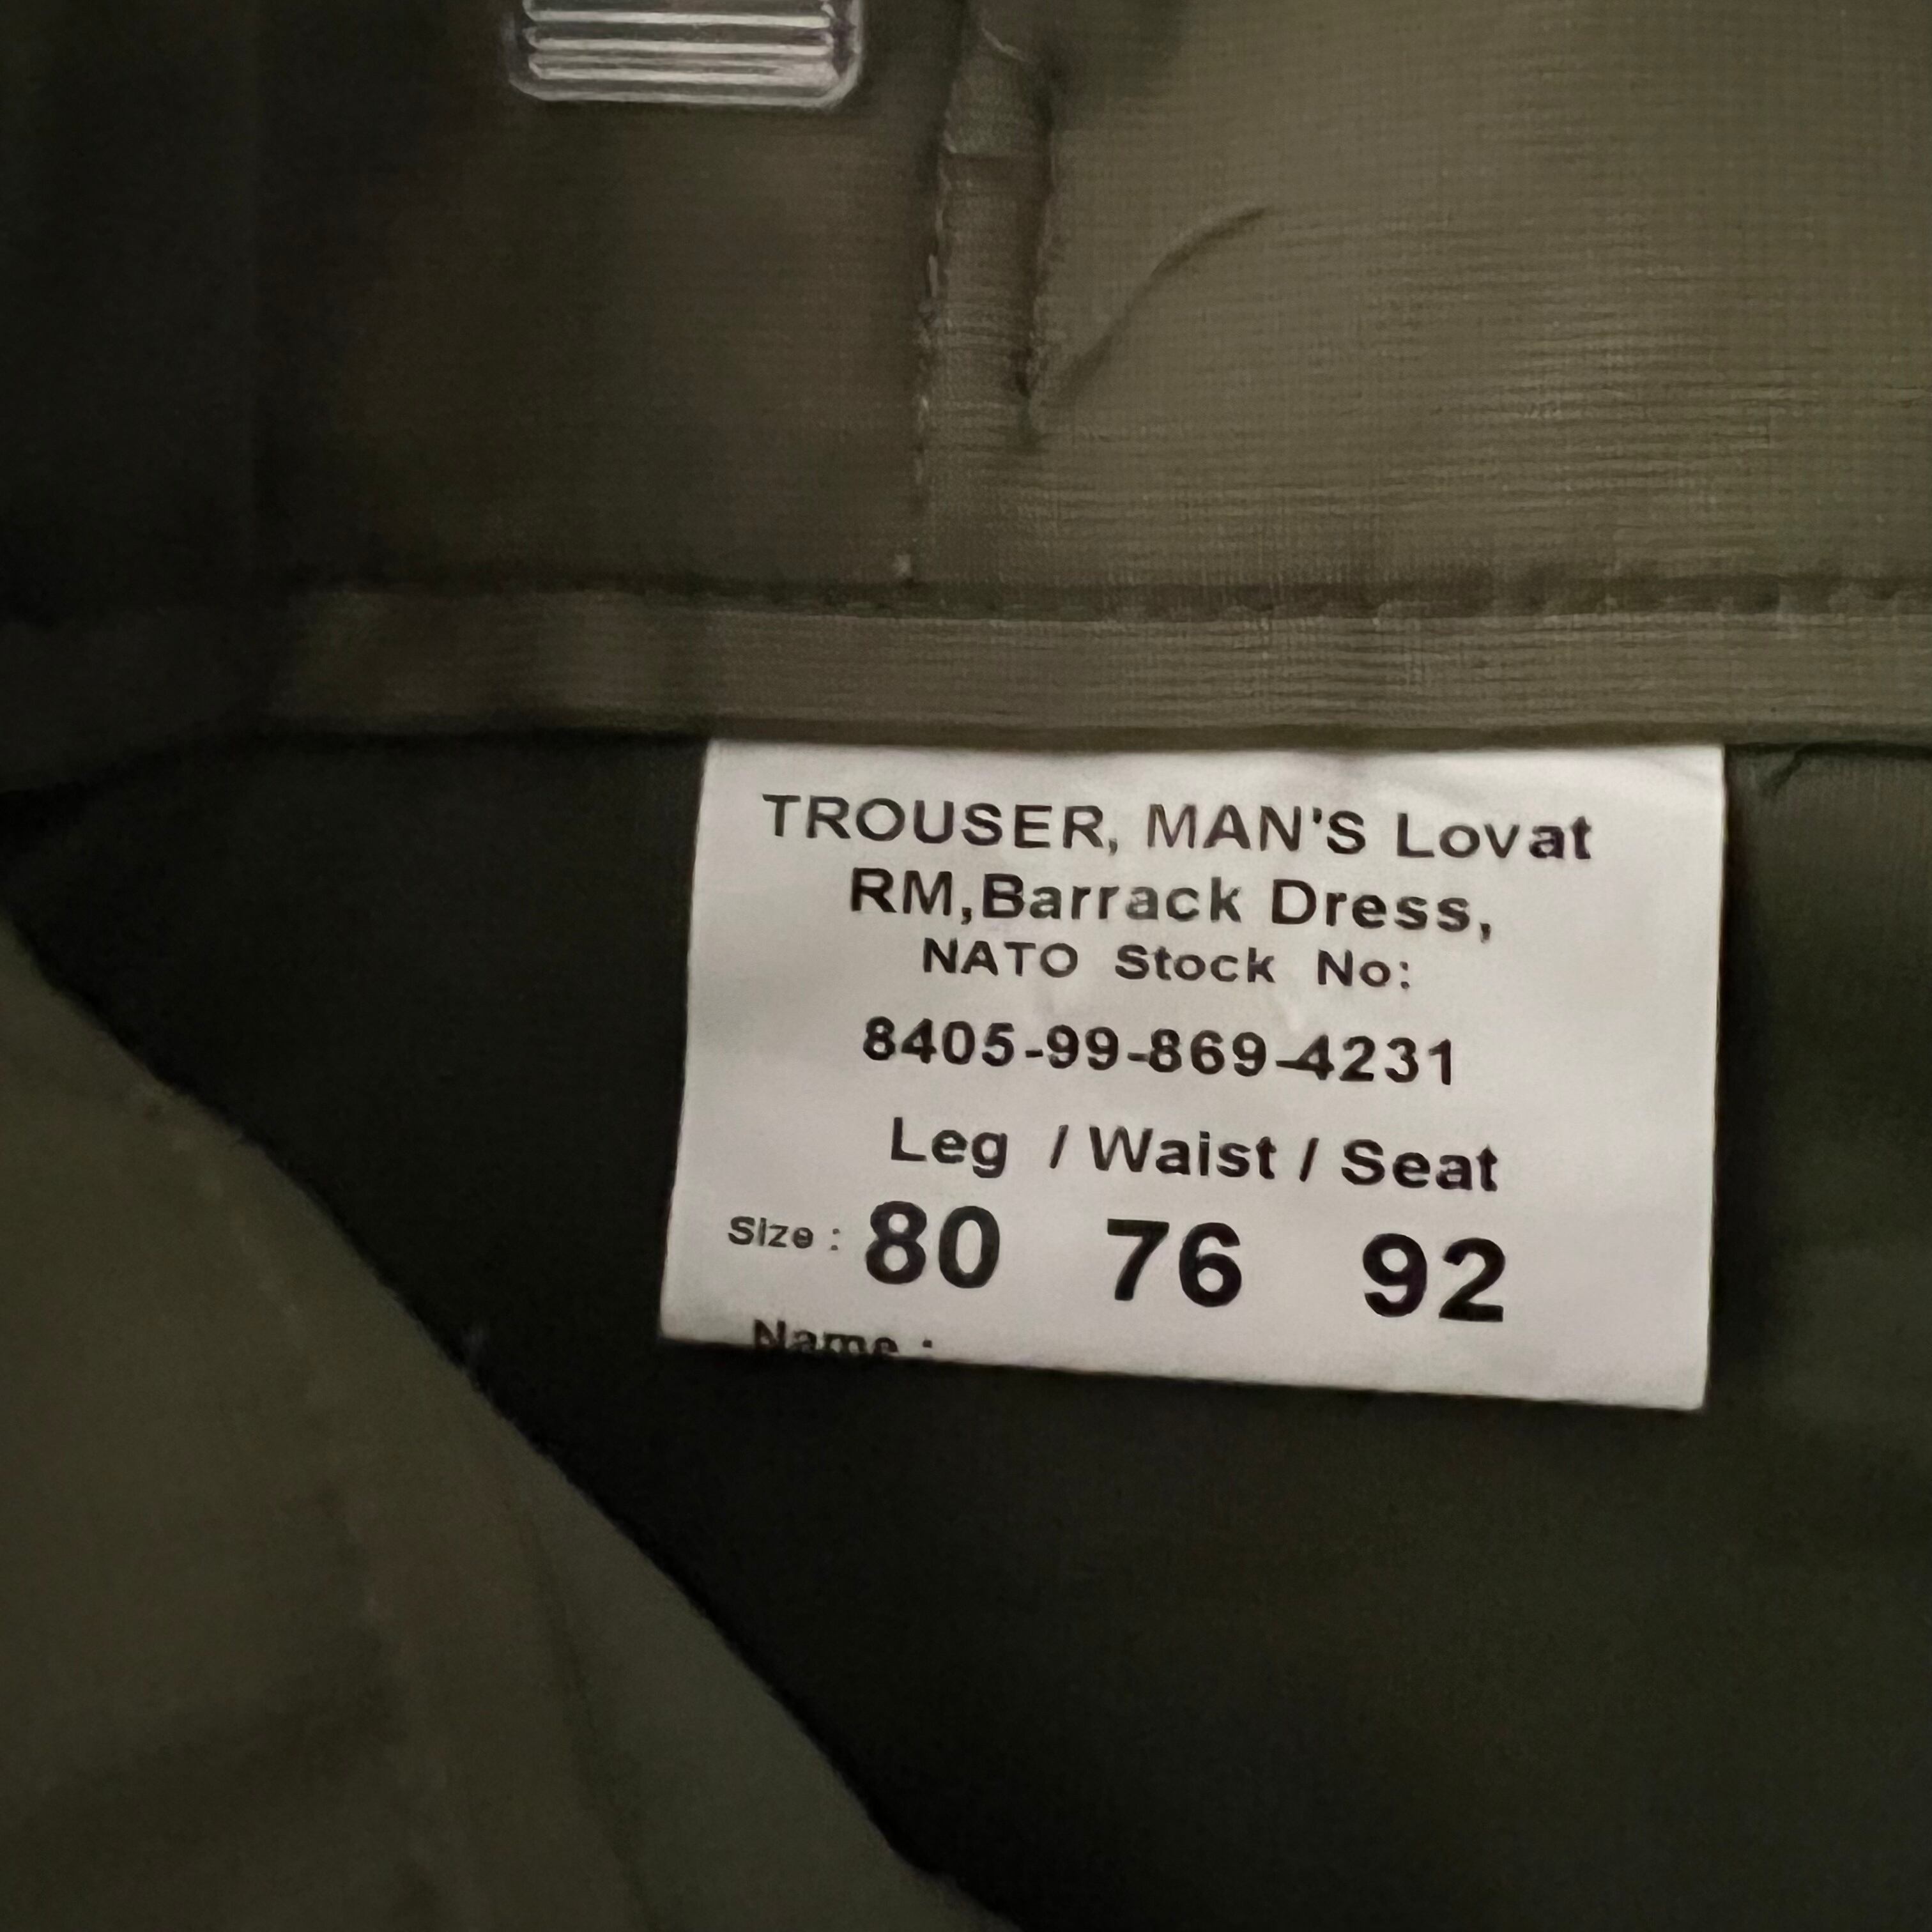 TROUSER, MAN'S Lovat
RM,Barrack Dress,
NATO Stock No:
8405-99-869-4231
Leg / Waist / Seat
Size : 80 76 92
Name :